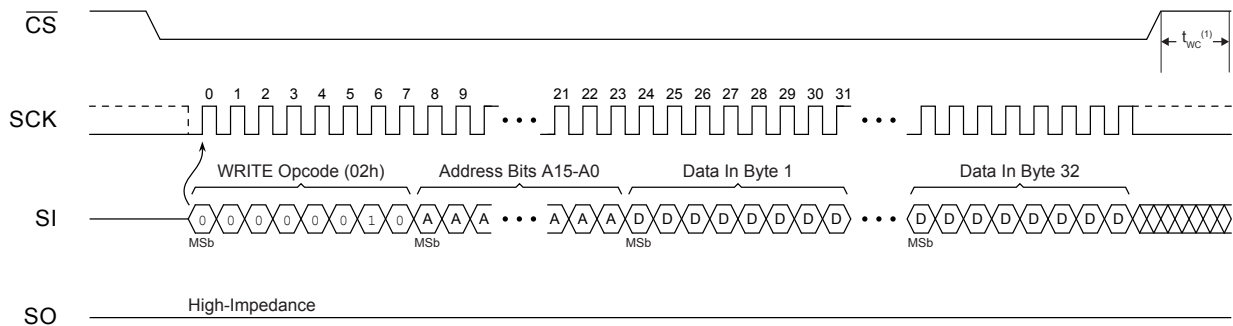 CS
tWC(1)
0 1 2 3 4 5 6 7 8 9 21 22 23 24 25 26 27 28 29 30 31
SCK
WRITE Opcode (02h) Address Bits A15-A0 Data In Byte 1 Data In Byte 32
SI 0 0 0 0 0 0 1 0 A A A A A A D D D D D D D D D D D D D D D D
MSb MSb MSb MSb
High-Impedance
SO